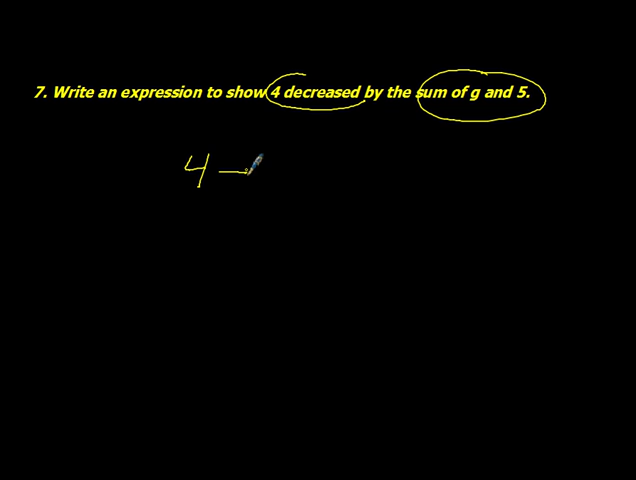 7. Write an expression to show 4 decreased by the sum of g and 5.
4 —